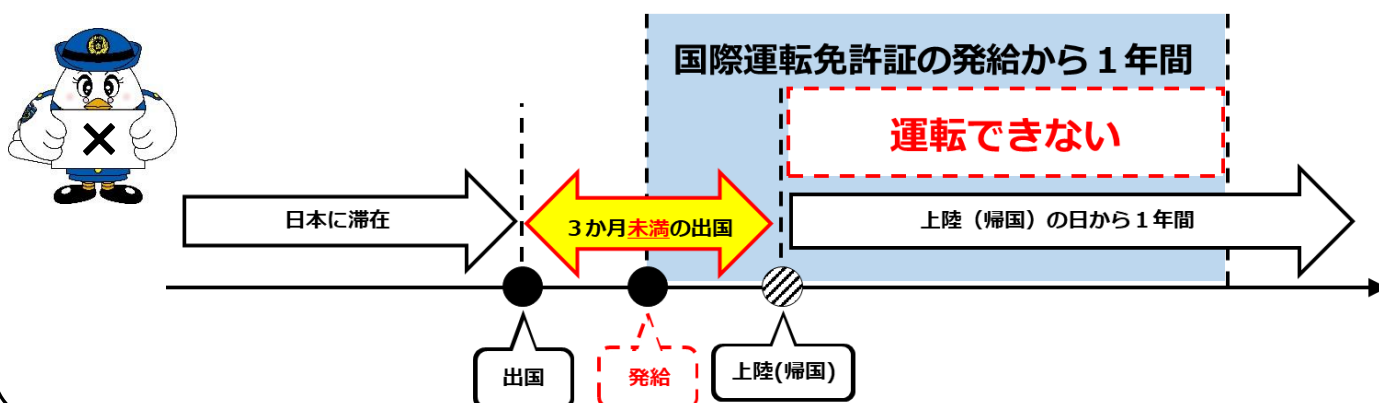 国際運転免許証の発給から１年間
×
運転できない
日本に滞在
３か月未満の出国
上陸（帰国）の日から１年間
出国
発給
上陸(帰国)